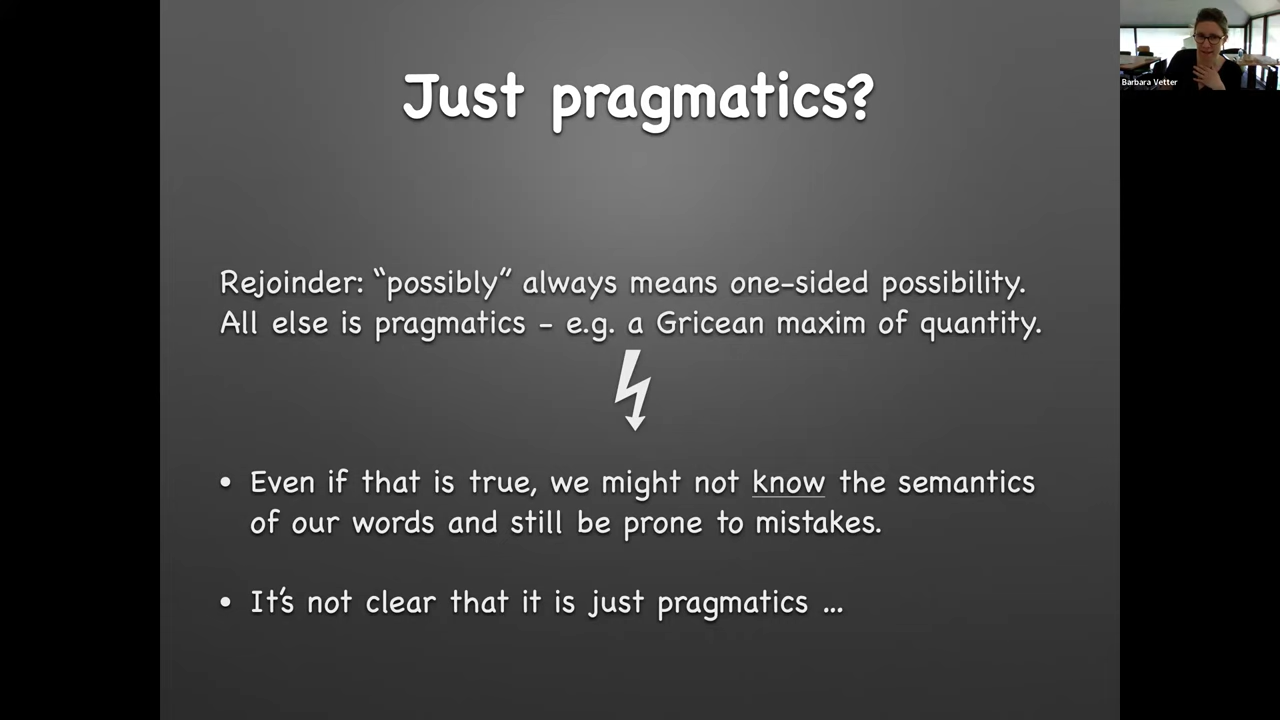 Just pragmatics?
Barbara Vetter
Rejoinder: “possibly” always means one-sided possibility.
All else is pragmatics - e.g. a Gricean maxim of quantity.
• Even if that is true, we might not know the semantics
of our words and still be prone to mistakes.
• It’s not clear that it is just pragmatics ...